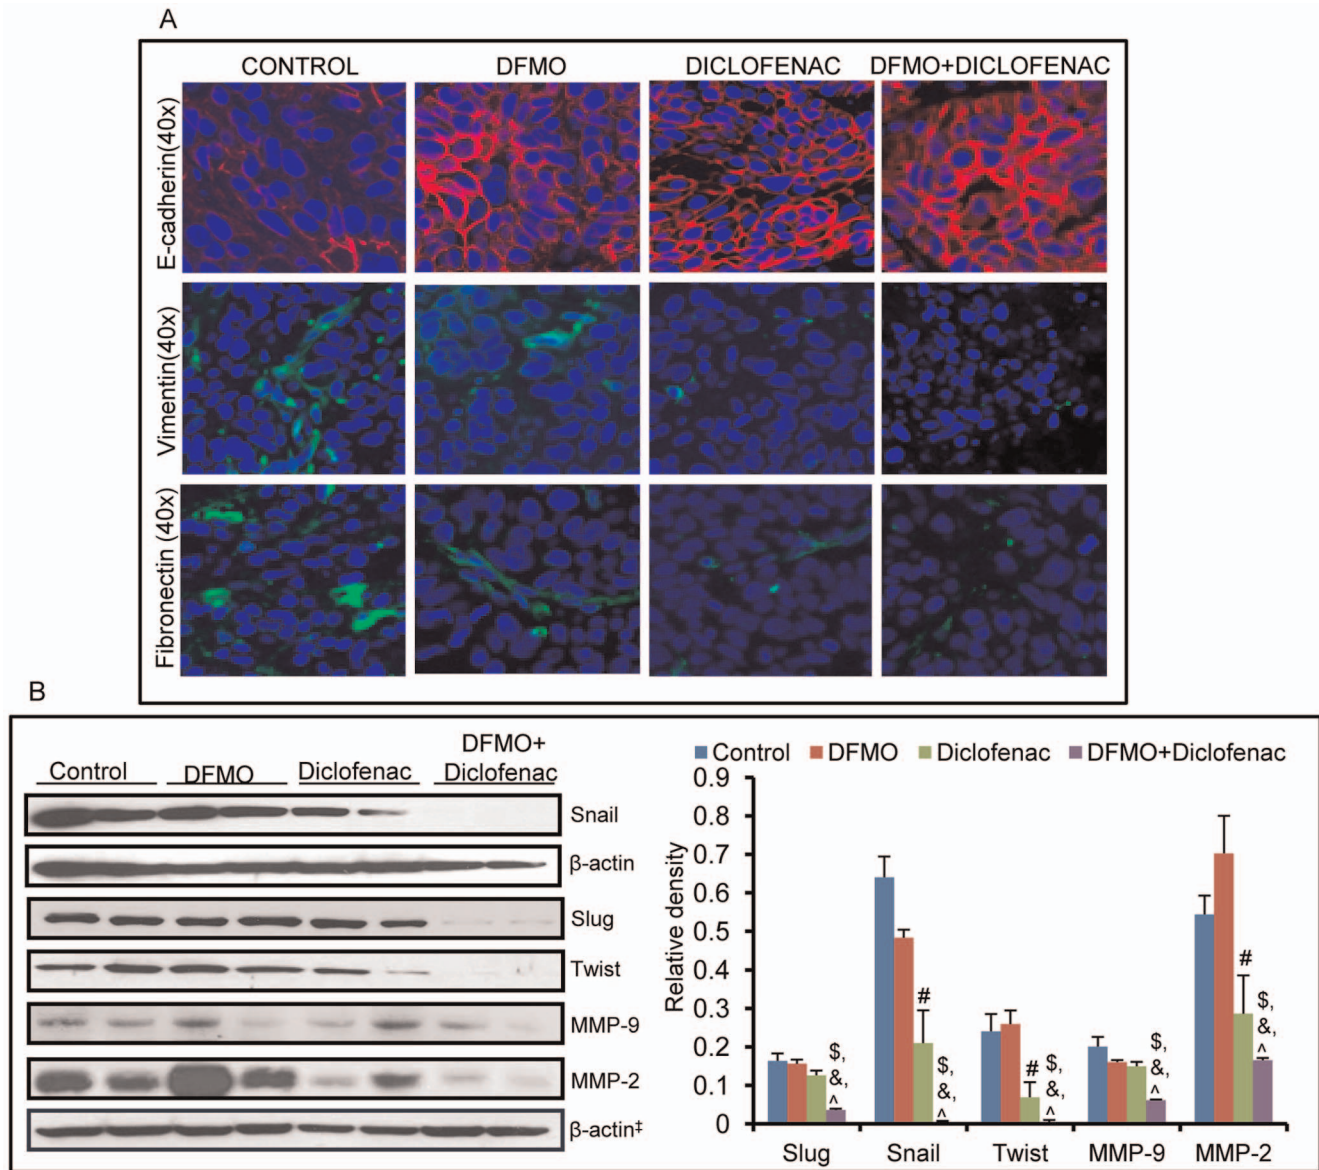 A
CONTROL DFMO DICLOFENAC DFMO+DICLOFENAC
E-cadherin(40x)
Vimentin(40x)
Fibronectin (40x)
B
Control DFMO Diclofenac DFMO+
Diclofenac
Snail
β-actin
Slug
Twist
MMP-9
MMP-2
β-actin‡
Control DFMO Diclofenac DFMO+Diclofenac
Relative density
0.9
0.8
0.7
0.6
0.5
0.4
0.3
0.2
0.1
0
$,
&,
^
#
$,
&,
^
#
$,
&,
^
$,
&,
^
#
$,
&,
^
Slug Snail Twist MMP-9 MMP-2